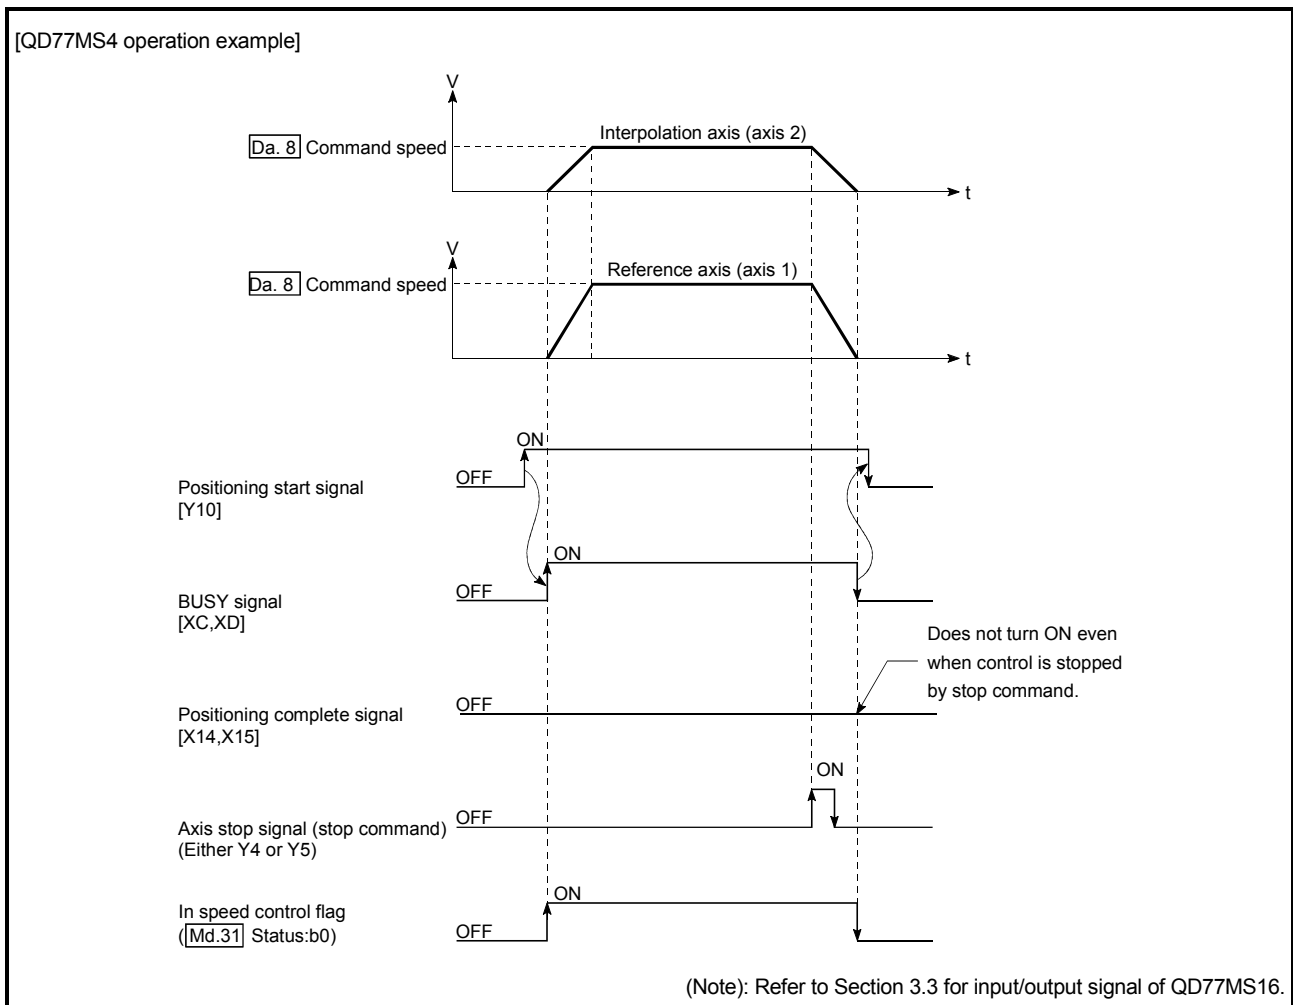 [QD77MS4 operation example]
V
Interpolation axis (axis 2)
Da. 8 Command speed
t
V
Reference axis (axis 1)
Da. 8 Command speed
t
ON
OFF
Positioning start signal
[Y10]
ON
OFF
BUSY signal
[XC,XD]
Does not turn ON even
when control is stopped
by stop command.
OFF
Positioning complete signal
[X14,X15]
ON
OFF
Axis stop signal (stop command)
(Either Y4 or Y5)
ON
In speed control flag
OFF
(Md.31 Status:b0)
(Note): Refer to Section 3.3 for input/output signal of QD77MS16.